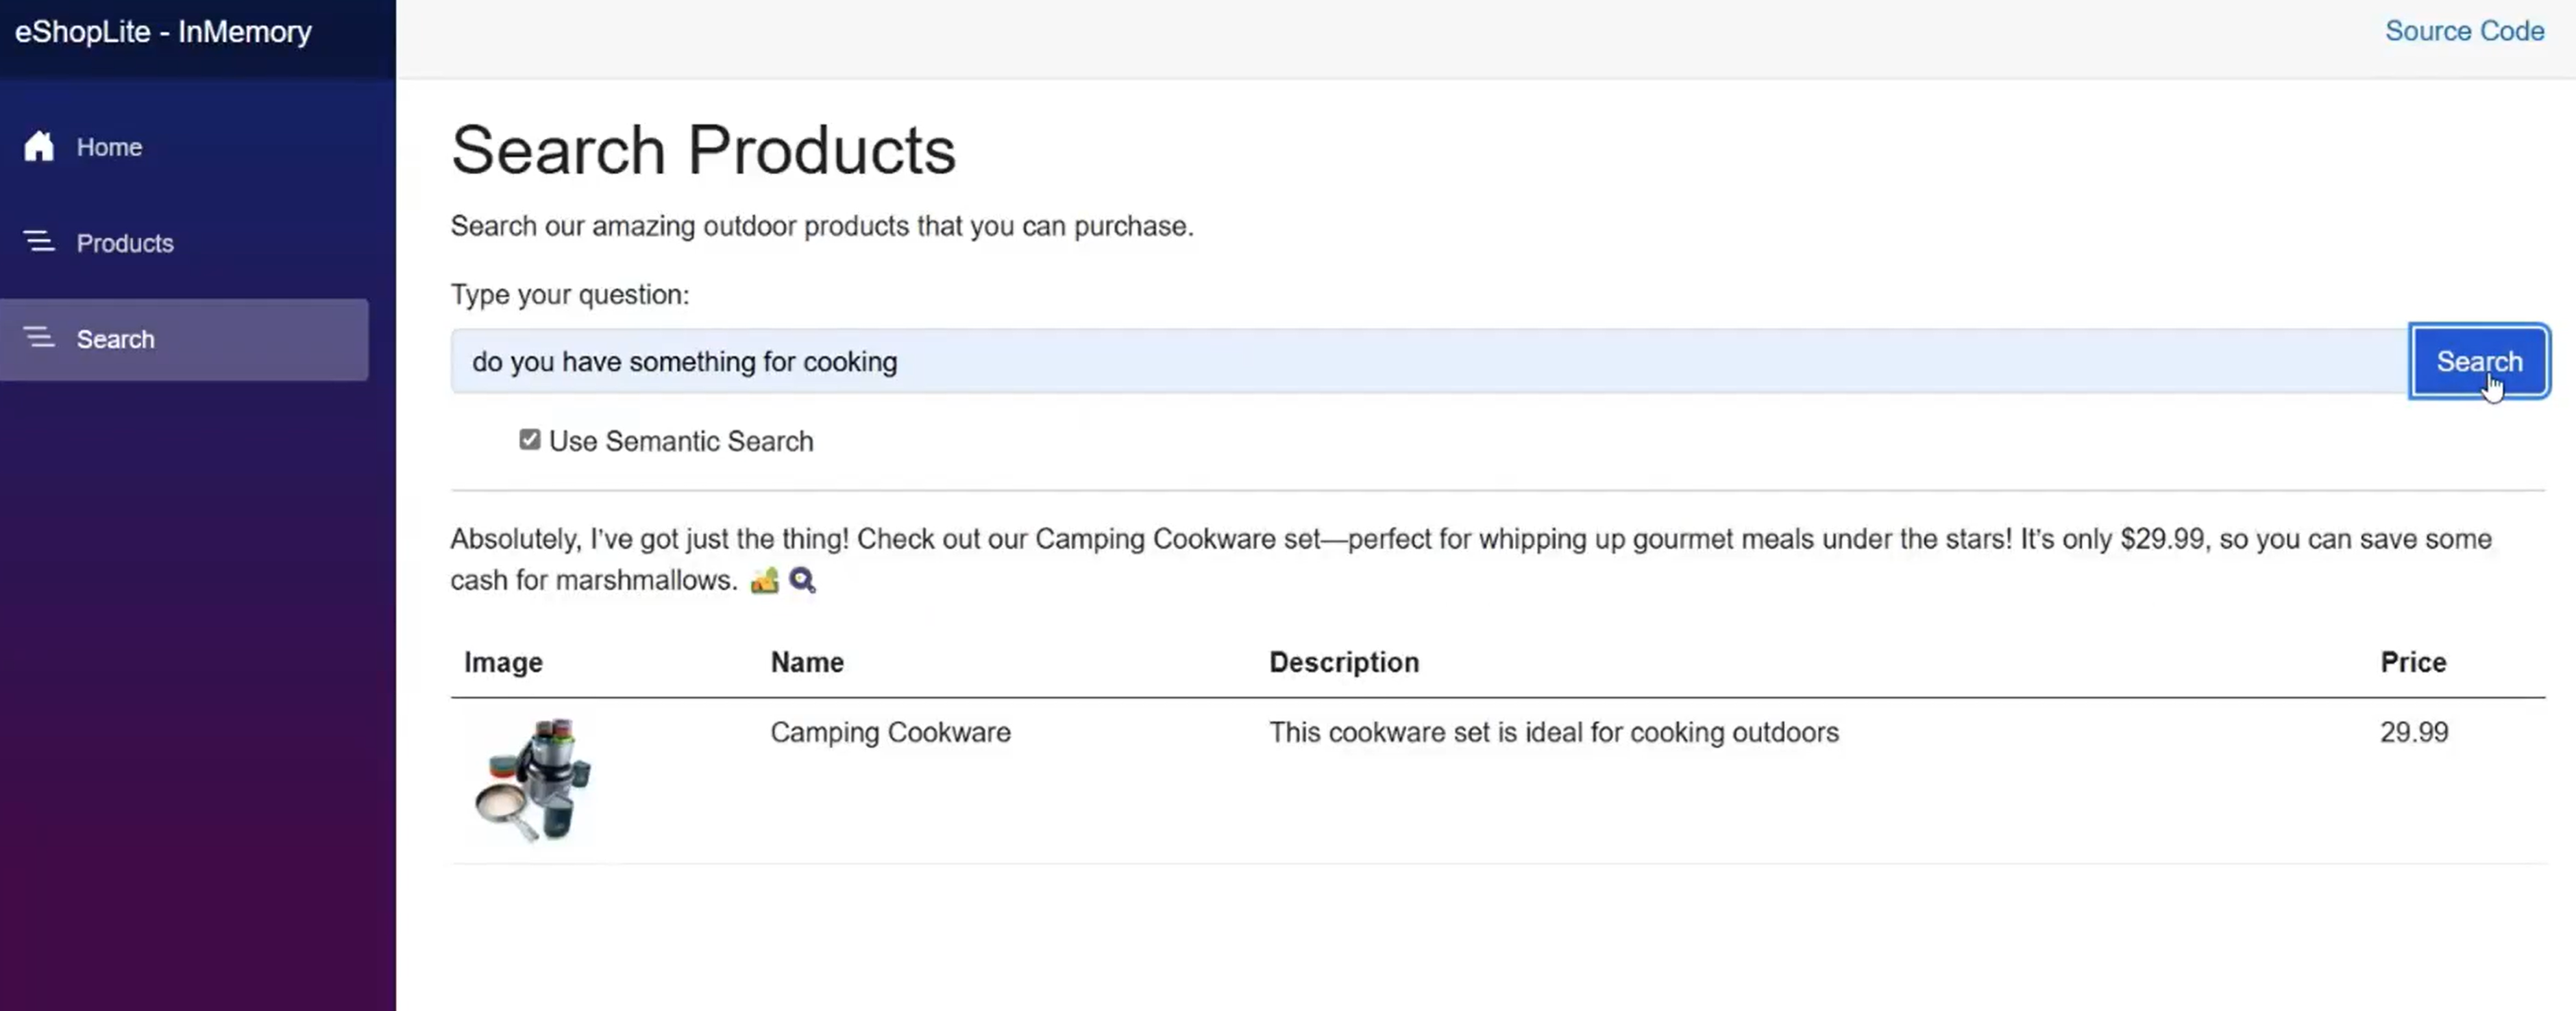 eShopLite - InMemory
Source Code
Home
Products
Search
Search Products
Search our amazing outdoor products that you can purchase.
Type your question:
do you have something for cooking
Search
Use Semantic Search
Absolutely, I've got just the thing! Check out our Camping Cookware set—perfect for whipping up gourmet meals under the stars! It's only $29.99, so you can save some
cash for marshmallows. 🏕️ 🍳
Image Name Description Price
Camping Cookware This cookware set is ideal for cooking outdoors 29.99